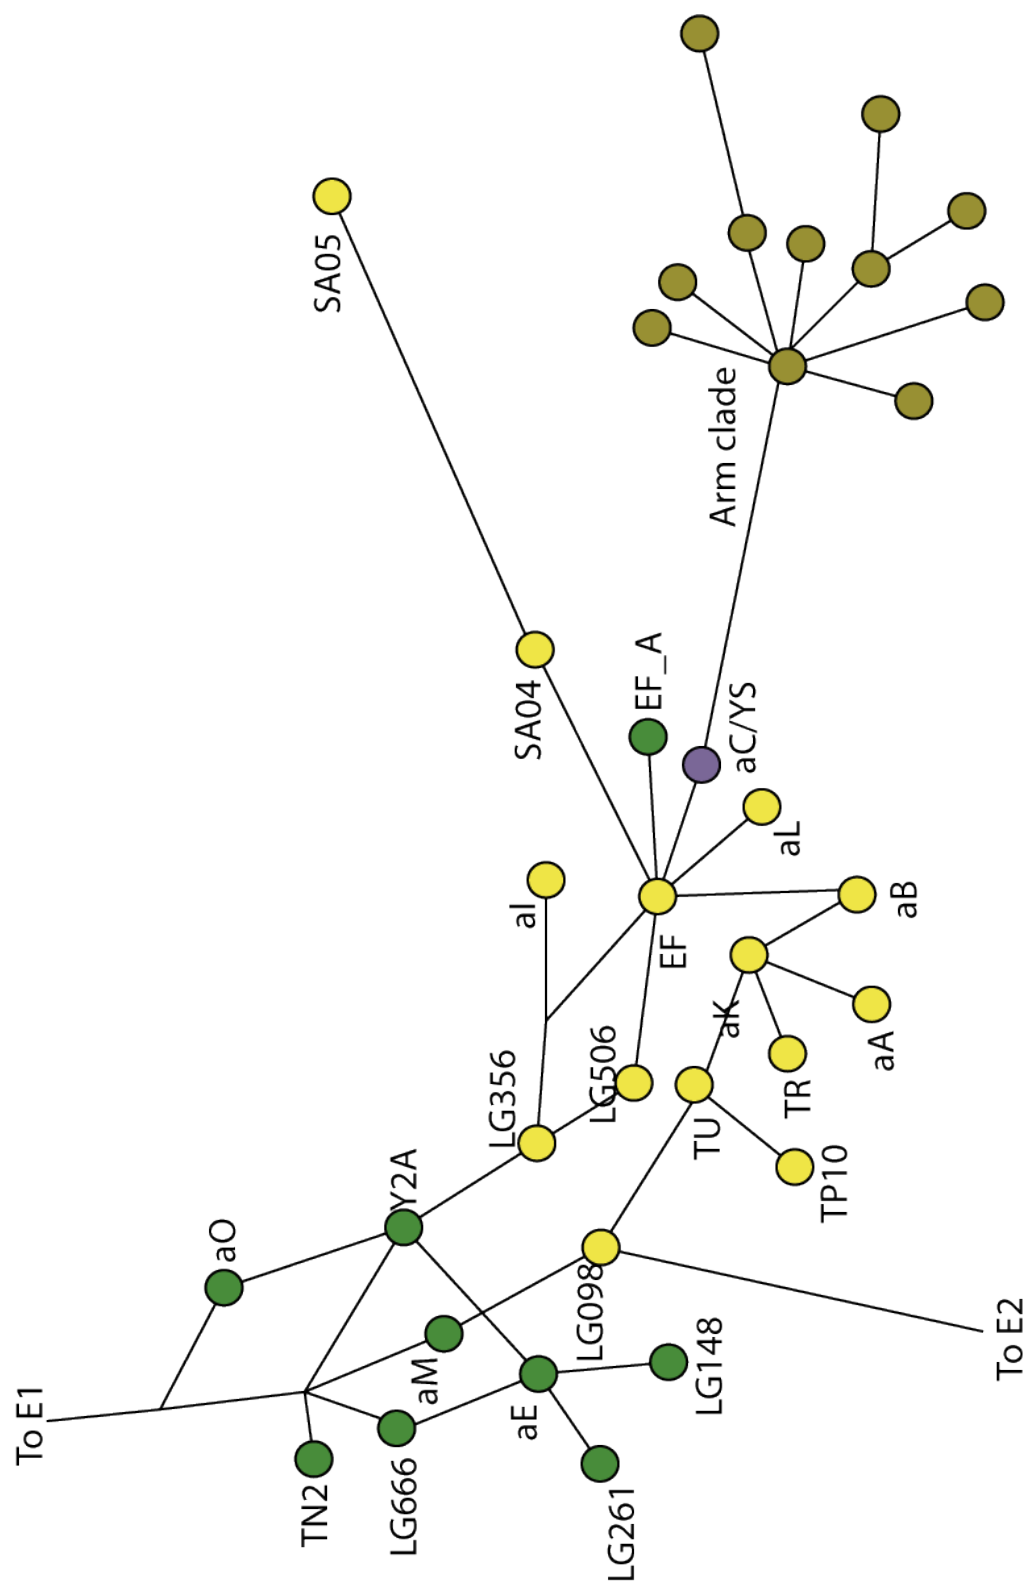 To E1
TN2
LG666
aO
aM
Y2A
aE
LG261
LG148
LG098
To E2
LG356
LG506
aI
TU
TP10
aK
TR
aA
EF
aB
aL
SA04
EF_A
aC/YS
SA05
Arm clade